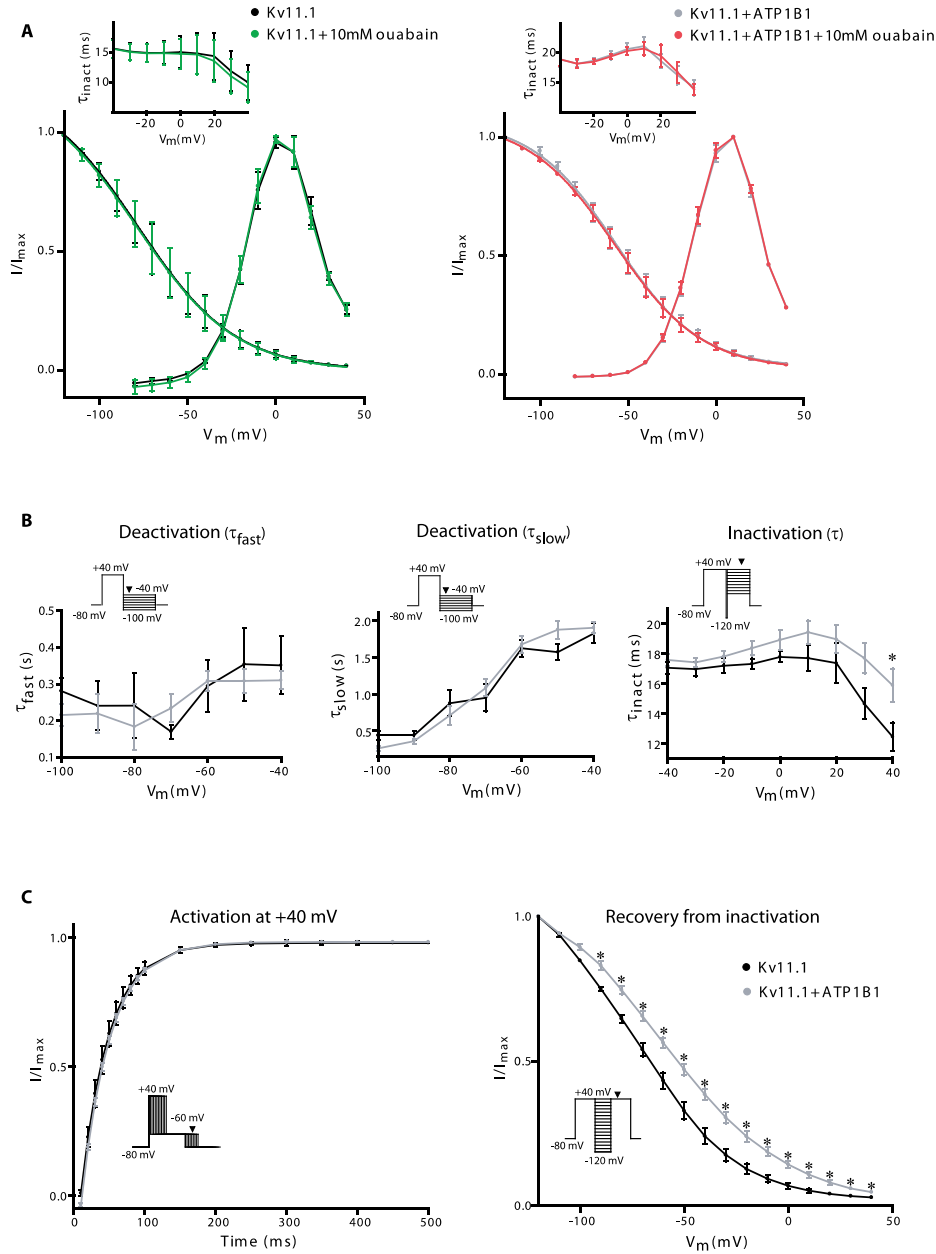 A
Kv11.1
Kv11.1+10mM ouabain
τinact (ms)
15
10
-20 0 20
Vm(mV)
I/Imax
1.0
0.5
0.0
-100 -50 0 50
Vm (mV)
Kv11.1+ATP1B1
Kv11.1+ATP1B1+10mM ouabain
τinact (ms)
20
15
-20 0 20
Vm(mV)
I/Imax
1.0
0.5
0.0
-100 -50 0 50
Vm (mV)
B
Deactivation (τfast)
+40 mV
-40 mV
-80 mV
-100 mV
τfast (s)
0.5
0.4
0.3
0.2
0.1
-100 -80 -60 -40
Vm(mV)
Deactivation (τslow)
+40 mV
-40 mV
-80 mV
-100 mV
τslow (s)
2.0
1.5
1.0
0.5
-100 -80 -60 -40
Vm(mV)
Inactivation (τ)
+40 mV
-80 mV
-120 mV
τinact (ms)
18
16
14
12
*
-40 -20 0 20 40
Vm(mV)
C
Activation at +40 mV
I/Imax
1.0
0.5
1.0
+40 mV
-60 mV
-80 mV
0 100 200 300 400 500
Time (ms)
Recovery from inactivation
Kv11.1
Kv11.1+ATP1B1
I/Imax
1.0
0.5
0.0
* * * * * * * * * * * * * *
+40 mV
-80 mV
-120 mV
-100 -50 0 50
Vm(mV)